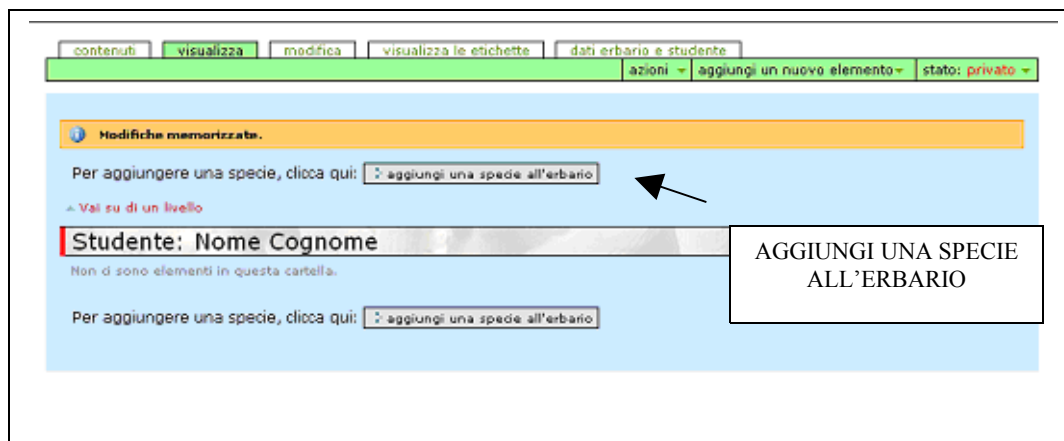 contenuti visualizza modifica visualizza le etichette dati erbario e studente
azioni aggiungi un nuovo elemento stato: privato
Modifiche memorizzate.
Per aggiungere una specie, clicca qui: aggiungi una specie all'erbario
Vai su di un livello
Studente: Nome Cognome
Non ci sono elementi in questa cartella.
AGGIUNGI UNA SPECIE
ALL’ERBARIO
Per aggiungere una specie, clicca qui: aggiungi una specie all'erbario